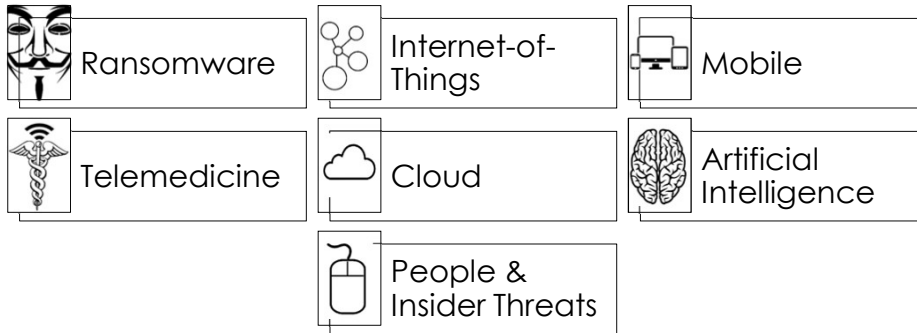 Ransomware
Internet-of-
Things
Mobile
Telemedicine
Cloud
Artificial
Intelligence
People &
Insider Threats